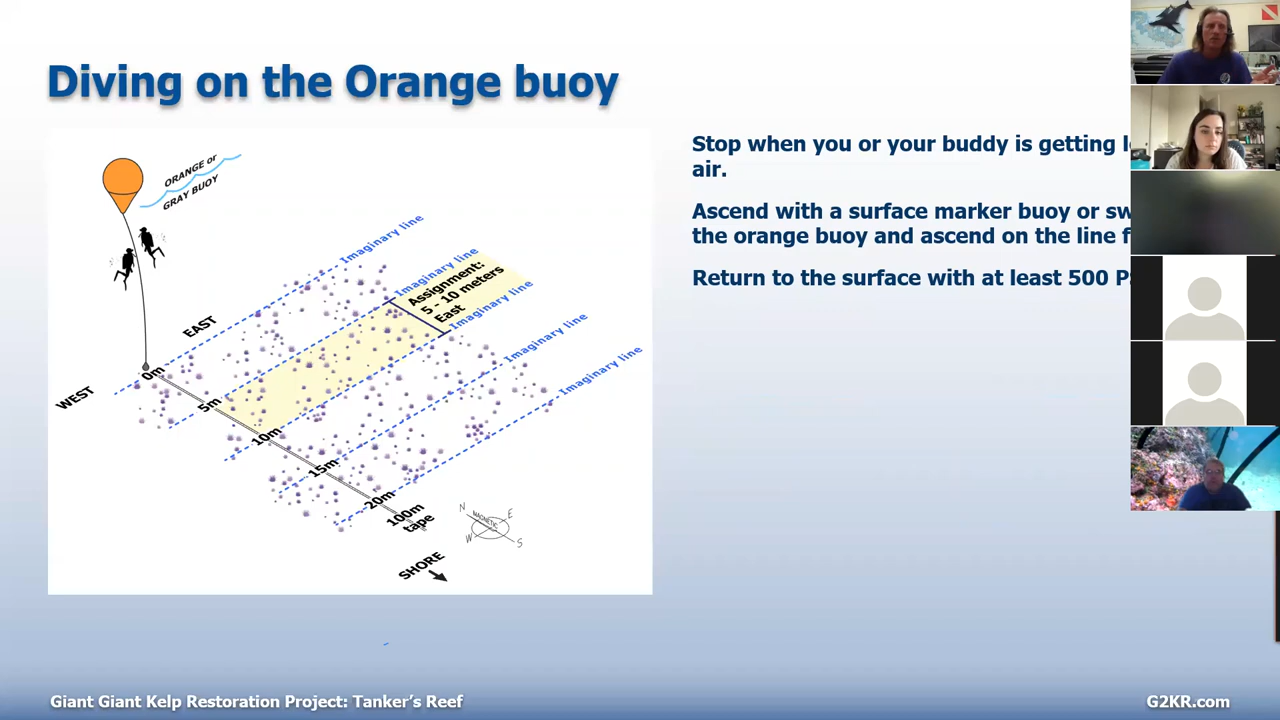 Diving on the Orange buoy
ORANGE or
GRAY BUOY
Imaginary line
Imaginary line
Assignment:
5 - 10 meters
East
Imaginary line
Imaginary line
Imaginary line
EAST
WEST
0m
5m
10m
15m
20m
100m
tape
N
MAGNETIC
E
W
S
SHORE
Stop when you or your buddy is getting
air.
Ascend with a surface marker buoy or
the orange buoy and ascend on the line
Return to the surface with at least 500
Giant Giant Kelp Restoration Project: Tanker's Reef
G2KR.com